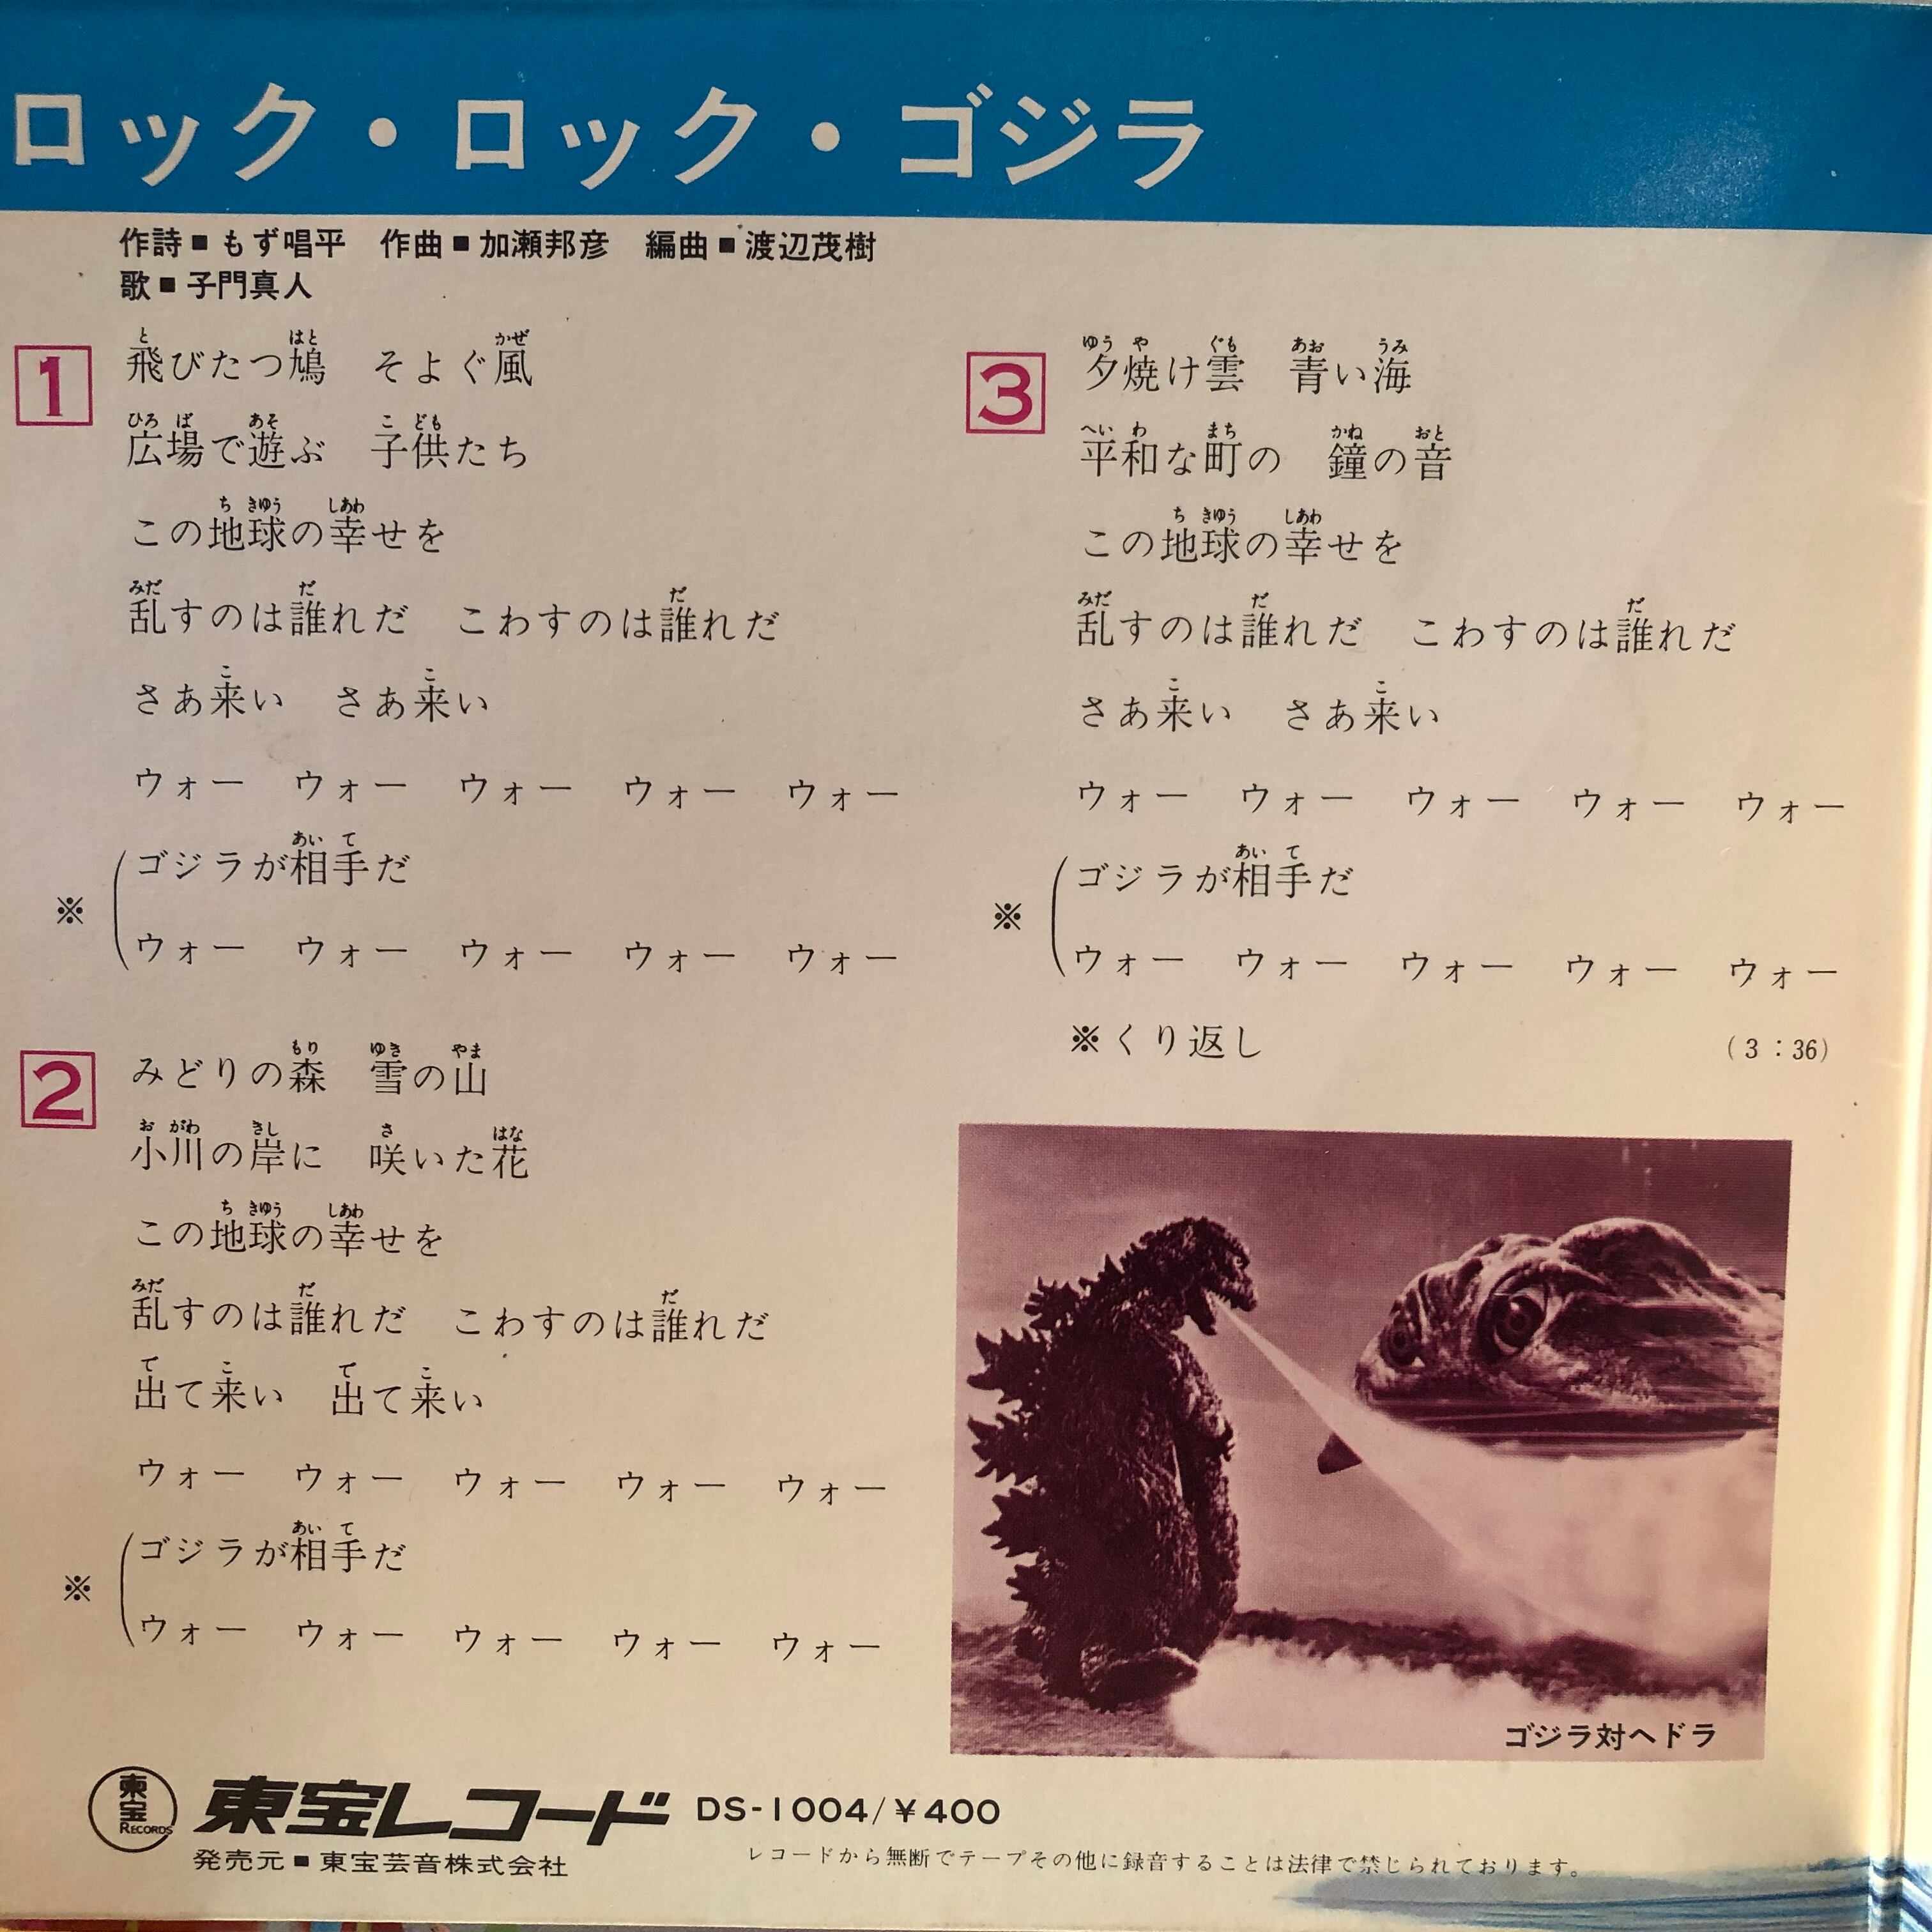 ロック・ロック・ゴジラ
作詩■もず唱平　作曲■加瀬邦彦　編曲■渡辺茂樹
歌■子門真人
1
飛びたつ鳩　そよぐ風
広場で遊ぶ　子供たち
この地球の幸せを
乱すのは誰れだ　こわすのは誰れだ
さあ来い　さあ来い
ウォー　ウォー　ウォー　ウォー　ウォー
※
ゴジラが相手だ
ウォー　ウォー　ウォー　ウォー　ウォー
2
みどりの森　雪の山
小川の岸に　咲いた花
この地球の幸せを
乱すのは誰れだ　こわすのは誰れだ
出て来い　出て来い
ウォー　ウォー　ウォー　ウォー　ウォー
※
ゴジラが相手だ
ウォー　ウォー　ウォー　ウォー　ウォー
3
夕焼け雲　青い海
平和な町の　鐘の音
この地球の幸せを
乱すのは誰れだ　こわすのは誰れだ
さあ来い　さあ来い
ウォー　ウォー　ウォー　ウォー　ウォー
※
ゴジラが相手だ
ウォー　ウォー　ウォー　ウォー　ウォー
※くり返し　（3：36）
ゴジラ対ヘドラ
東宝 RECORDS
東宝レコード DS-1004/¥400
発売元■東宝芸音株式会社
レコードから無断でテープその他に録音することは法律で禁じられております。